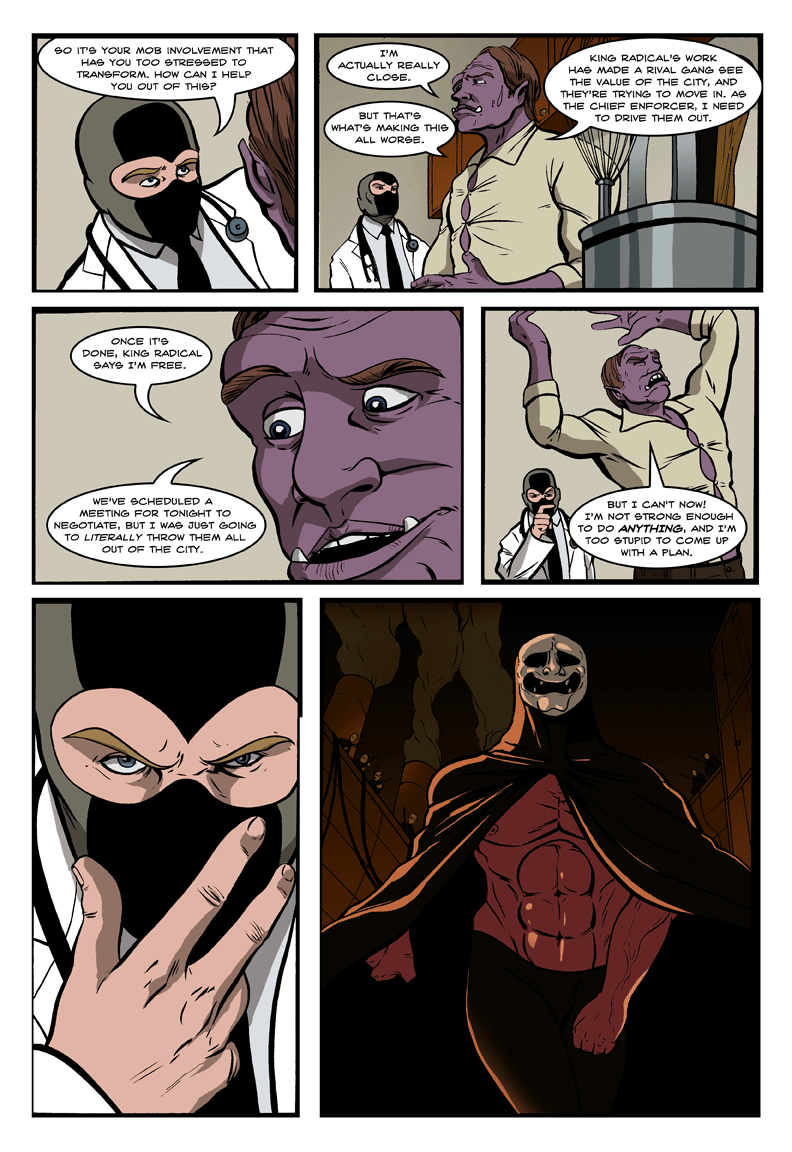 SO IT'S YOUR MOB INVOLVEMENT THAT
HAS YOU TOO STRESSED TO
TRANSFORM. HOW CAN I HELP
YOU OUT OF THIS?
I'M
ACTUALLY REALLY
CLOSE.
BUT THAT'S
WHAT'S MAKING THIS
ALL WORSE.
KING RADICAL'S WORK
HAS MADE A RIVAL GANG SEE
THE VALUE OF THE CITY, AND
THEY'RE TRYING TO MOVE IN. AS
THE CHIEF ENFORCER, I NEED
TO DRIVE THEM OUT.
ONCE IT'S
DONE, KING RADICAL
SAYS I'M FREE.
WE'VE SCHEDULED A
MEETING FOR TONIGHT TO
NEGOTIATE, BUT I WAS JUST GOING
TO LITERALLY THROW THEM ALL
OUT OF THE CITY.
BUT I CAN'T NOW!
I'M NOT STRONG ENOUGH
TO DO ANYTHING, AND I'M
TOO STUPID TO COME UP
WITH A PLAN.